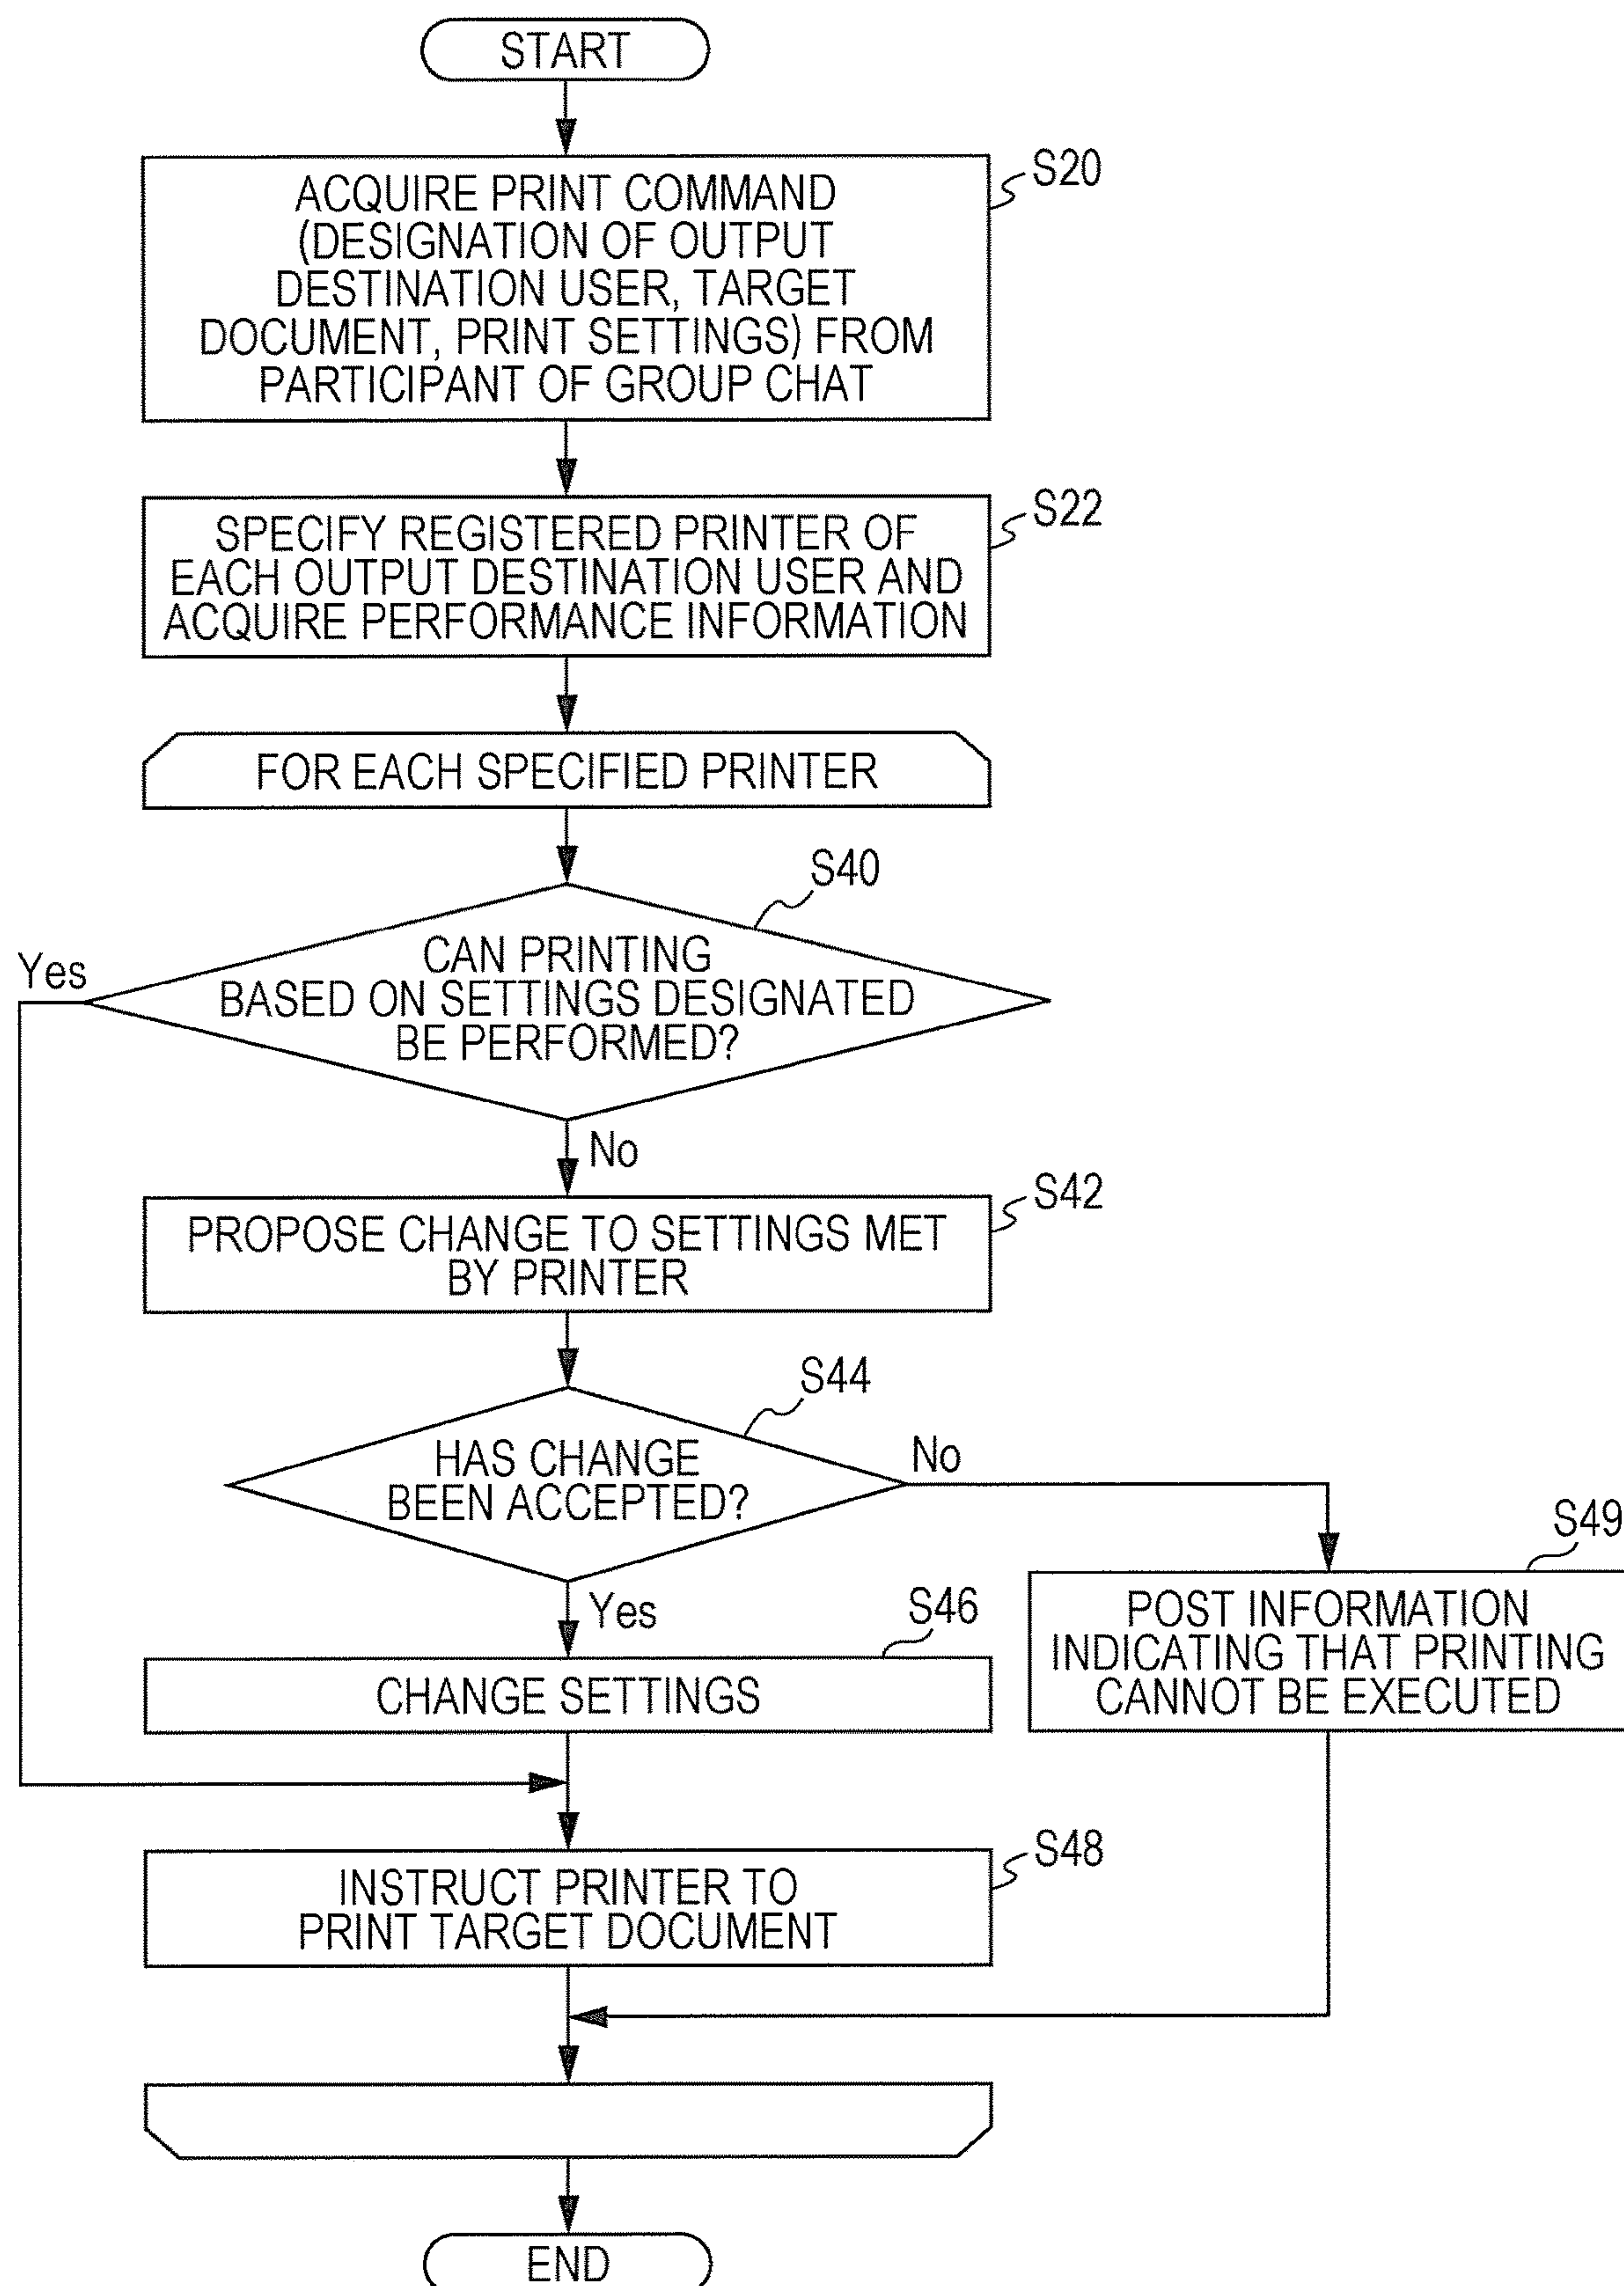 START
ACQUIRE PRINT COMMAND
(DESIGNATION OF OUTPUT
DESTINATION USER, TARGET
DOCUMENT, PRINT SETTINGS) FROM
PARTICIPANT OF GROUP CHAT
S20
SPECIFY REGISTERED PRINTER OF
EACH OUTPUT DESTINATION USER AND
ACQUIRE PERFORMANCE INFORMATION
S22
FOR EACH SPECIFIED PRINTER
S40
CAN PRINTING
BASED ON SETTINGS DESIGNATED
BE PERFORMED?
Yes
No
PROPOSE CHANGE TO SETTINGS MET
BY PRINTER
S42
S44
HAS CHANGE
BEEN ACCEPTED?
No
Yes
S46
CHANGE SETTINGS
S49
POST INFORMATION
INDICATING THAT PRINTING
CANNOT BE EXECUTED
INSTRUCT PRINTER TO
PRINT TARGET DOCUMENT
S48
END